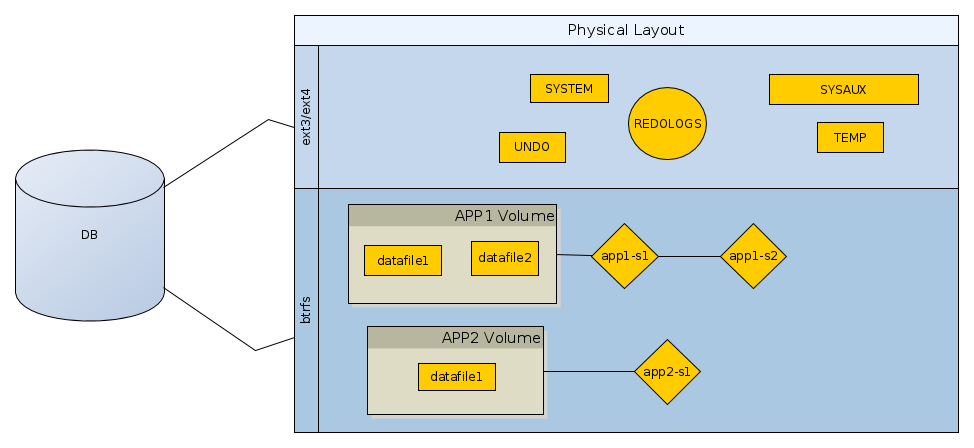 Physical Layout
DB
ext3/ext4
SYSTEM
REDOLOGS
SYSAUX
UNDO
TEMP
btrfs
APP1 Volume
datafile1
datafile2
app1-s1
app1-s2
APP2 Volume
datafile1
app2-s1